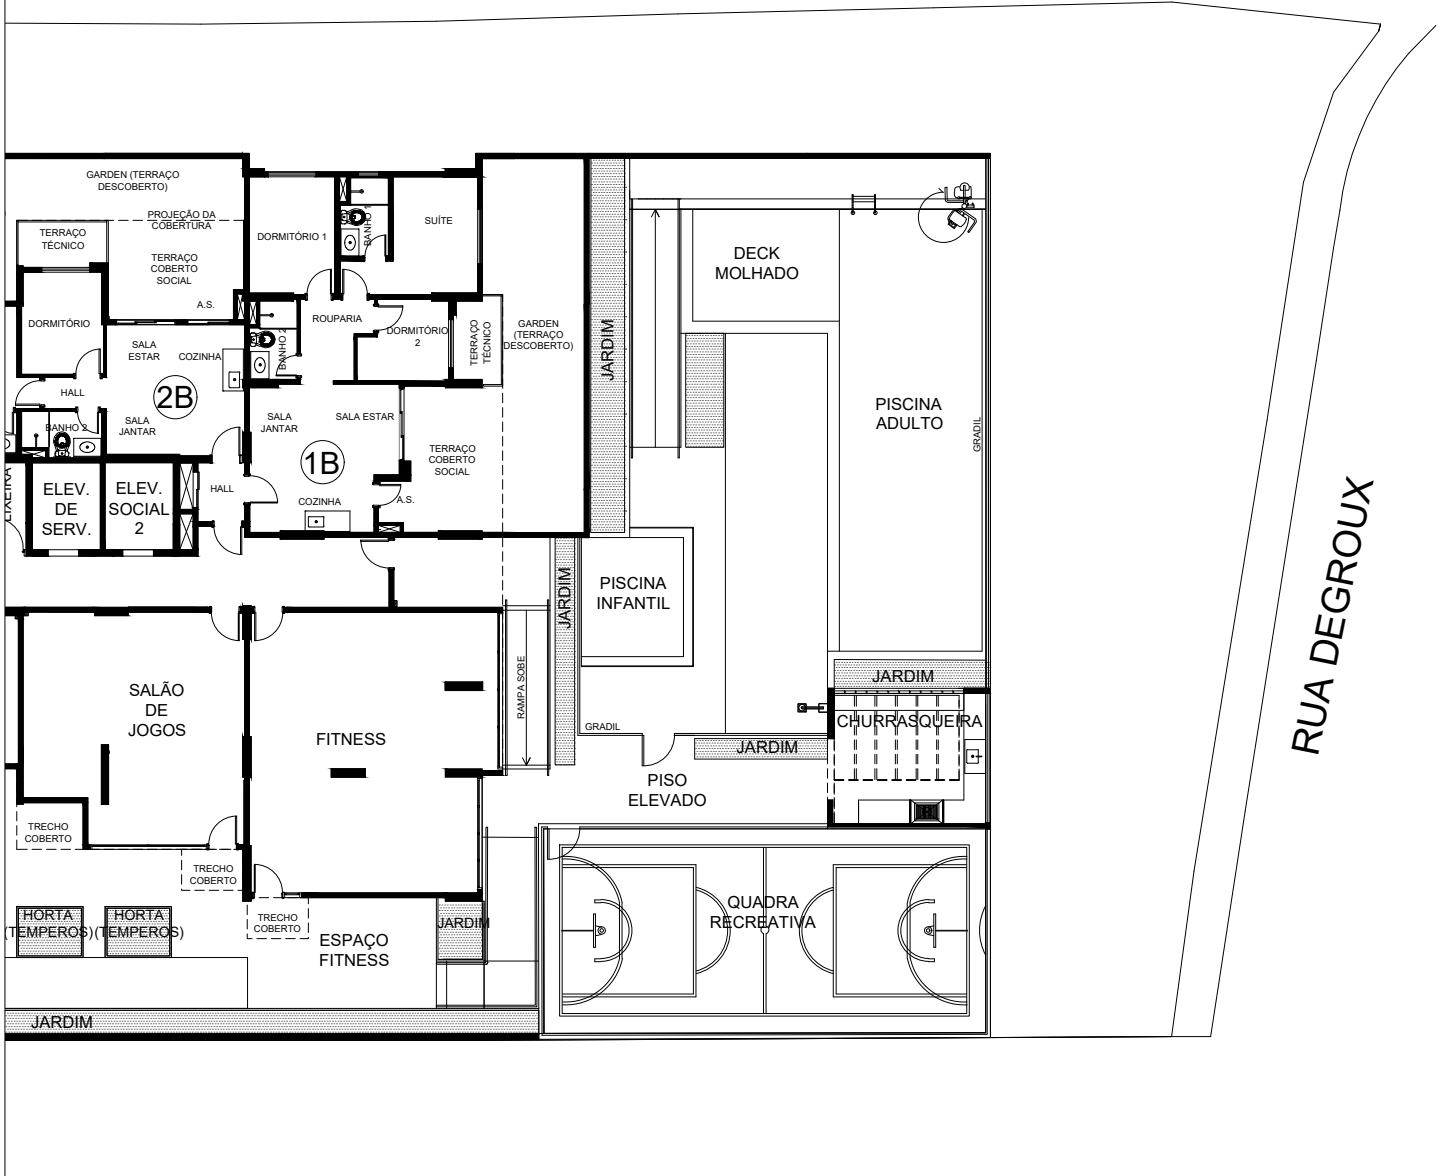 GARDEN (TERRAÇO
DESCOBERTO)
PROJEÇÃO DA
COBERTURA
TERRAÇO
TÉCNICO
TERRAÇO
COBERTO
SOCIAL
A.S.
DORMITÓRIO
SALA
ESTAR
COZINHA
2B
HALL
SALA
JANTAR
BANHO 2
DORMITÓRIO 1
BANHO 1
SUÍTE
ROUPARIA
BANHO 2
DORMITÓRIO
2
TERRAÇO
TÉCNICO
GARDEN
(TERRAÇO
DESCOBERTO)
SALA
JANTAR
SALA ESTAR
1B
TERRAÇO
COBERTO
SOCIAL
COZINHA
A.S.
HALL
LIXEIRA
ELEV.
DE
SERV.
ELEV.
SOCIAL
2
JARDIM
DECK
MOLHADO
PISCINA
ADULTO
GRADIL
PISCINA
INFANTIL
JARDIM
RAMPA SOBE
GRADIL
JARDIM
JARDIM
CHURRASQUEIRA
PISO
ELEVADO
SALÃO
DE
JOGOS
FITNESS
TRECHO
COBERTO
TRECHO
COBERTO
TRECHO
COBERTO
HORTA
(TEMPEROS)
HORTA
(TEMPEROS)
ESPAÇO
FITNESS
JARDIM
QUADRA
RECREATIVA
JARDIM
RUA DEGROUX